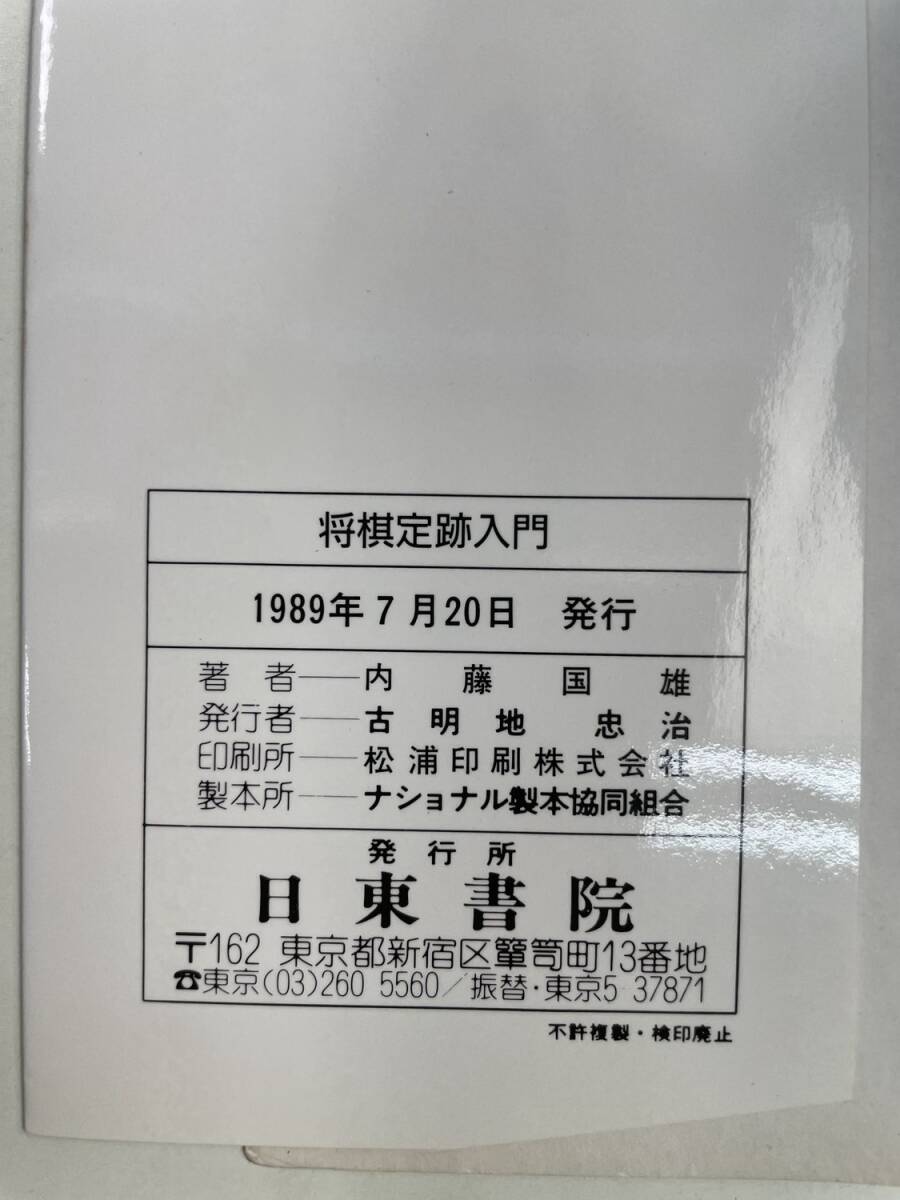 将棋定跡入門
1989年7月20日 発行
著者――内藤国雄
発行者――古明地 忠治
印刷所――松浦印刷株式会社
製本所――ナショナル製本協同組合
発行所
日東書院
〒162 東京都新宿区簞笥町13番地
☎東京(03)260 5560/振替・東京5 37871
不許複製・検印廃止